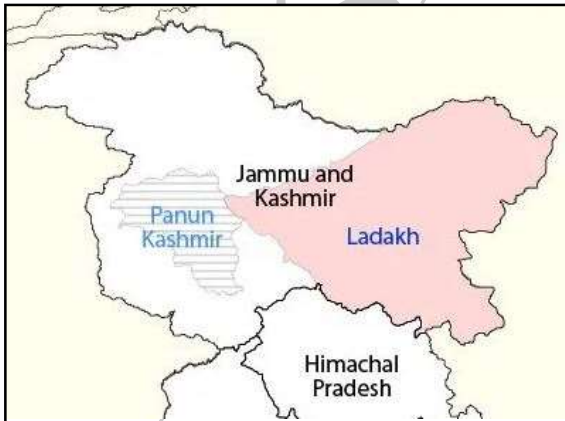 Jammu and
Kashmir
Panun
Kashmir
Ladakh
Himachal
Pradesh